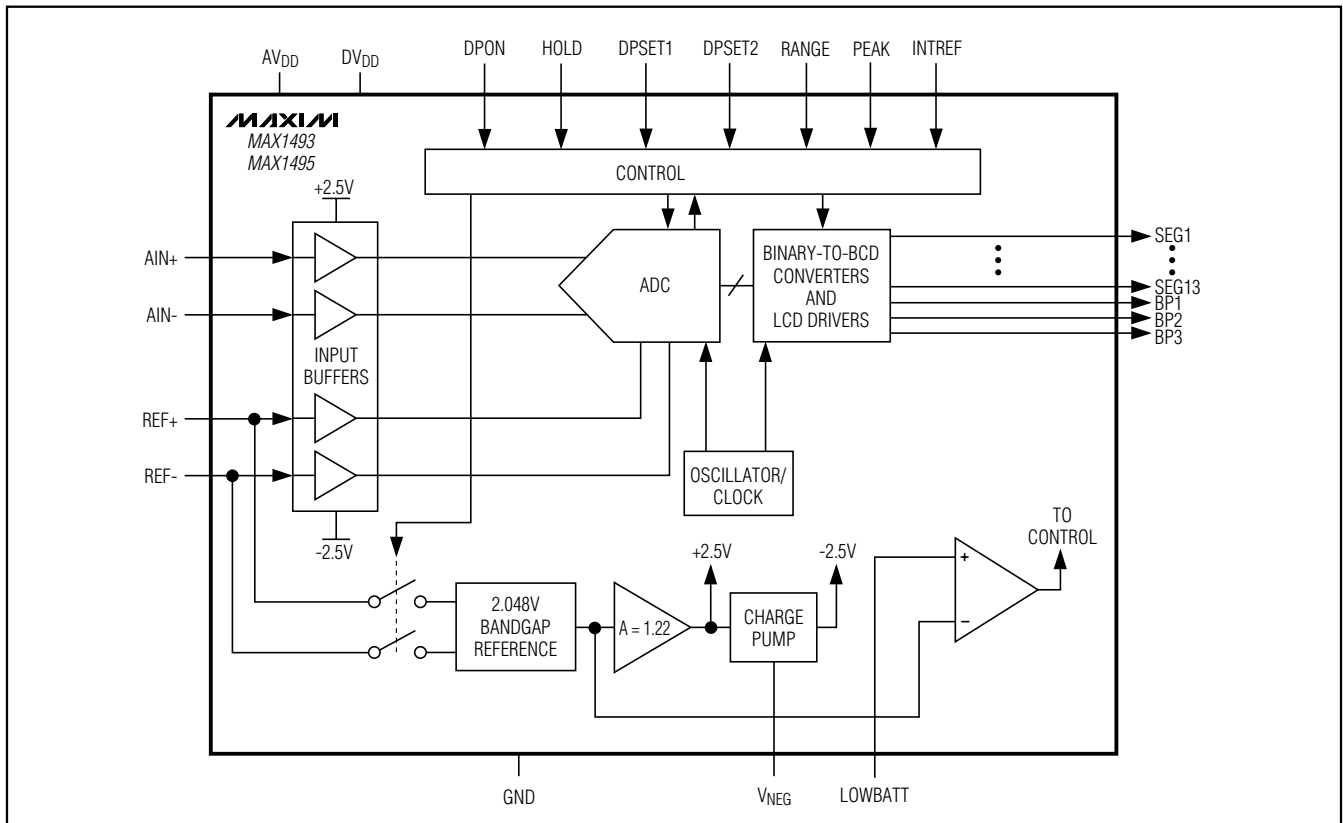 DPON HOLD DPSET1 DPSET2 RANGE PEAK INTREF
AVDD DVDD
MAXIM
MAX1493
MAX1495
CONTROL
+2.5V
AIN+
AIN-
INPUT
BUFFERS
REF+
REF-
-2.5V
ADC
BINARY-TO-BCD
CONVERTERS
AND
LCD DRIVERS
SEG1
SEG13
BP1
BP2
BP3
OSCILLATOR/
CLOCK
2.048V
BANDGAP
REFERENCE
A = 1.22
+2.5V
CHARGE
PUMP
-2.5V
+
−
TO
CONTROL
GND
VNEG
LOWBATT